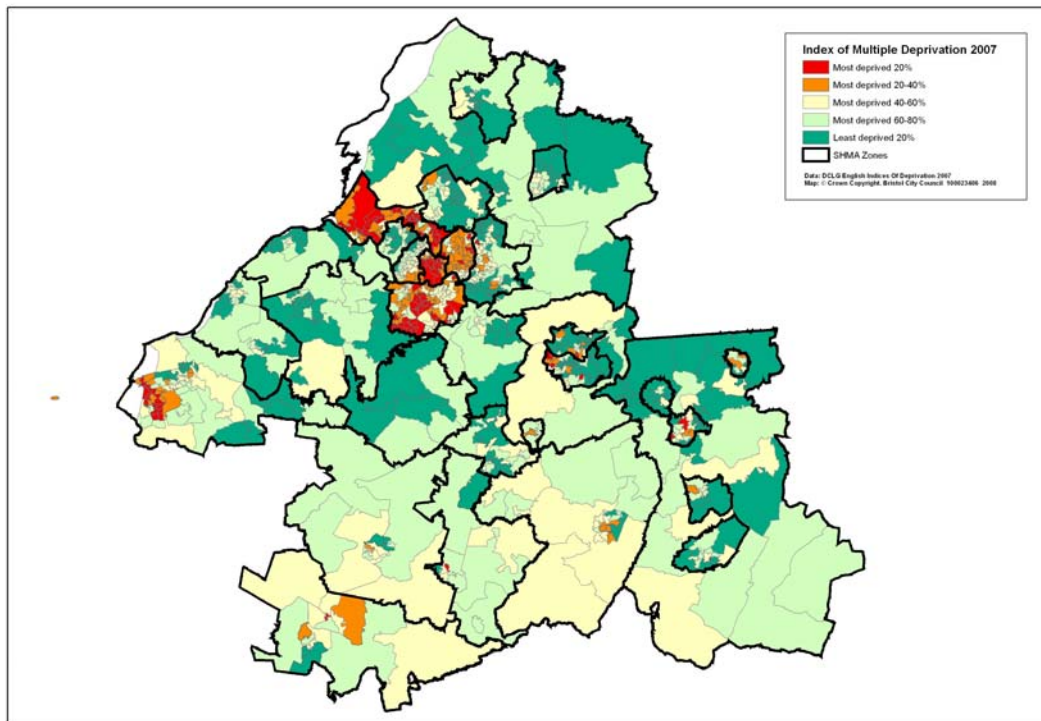 Index of Multiple Deprivation 2007
Most deprived 20%
Most deprived 20-40%
Most deprived 40-60%
Most deprived 60-80%
Least deprived 20%
SHMA Zones
Data: DCLG English Indices Of Deprivation 2007
Map: © Crown Copyright. Bristol City Council 100023406 2008